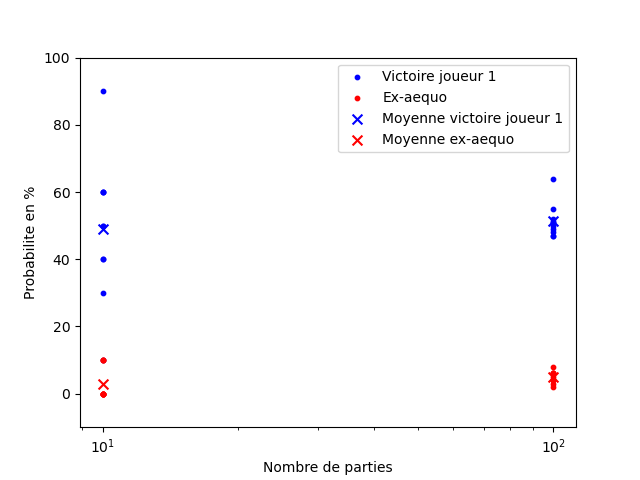 100
80
60
40
20
0
Probabilite en %
Victoire joueur 1
Ex-aequo
Moyenne victoire joueur 1
Moyenne ex-aequo
10¹
10²
Nombre de parties